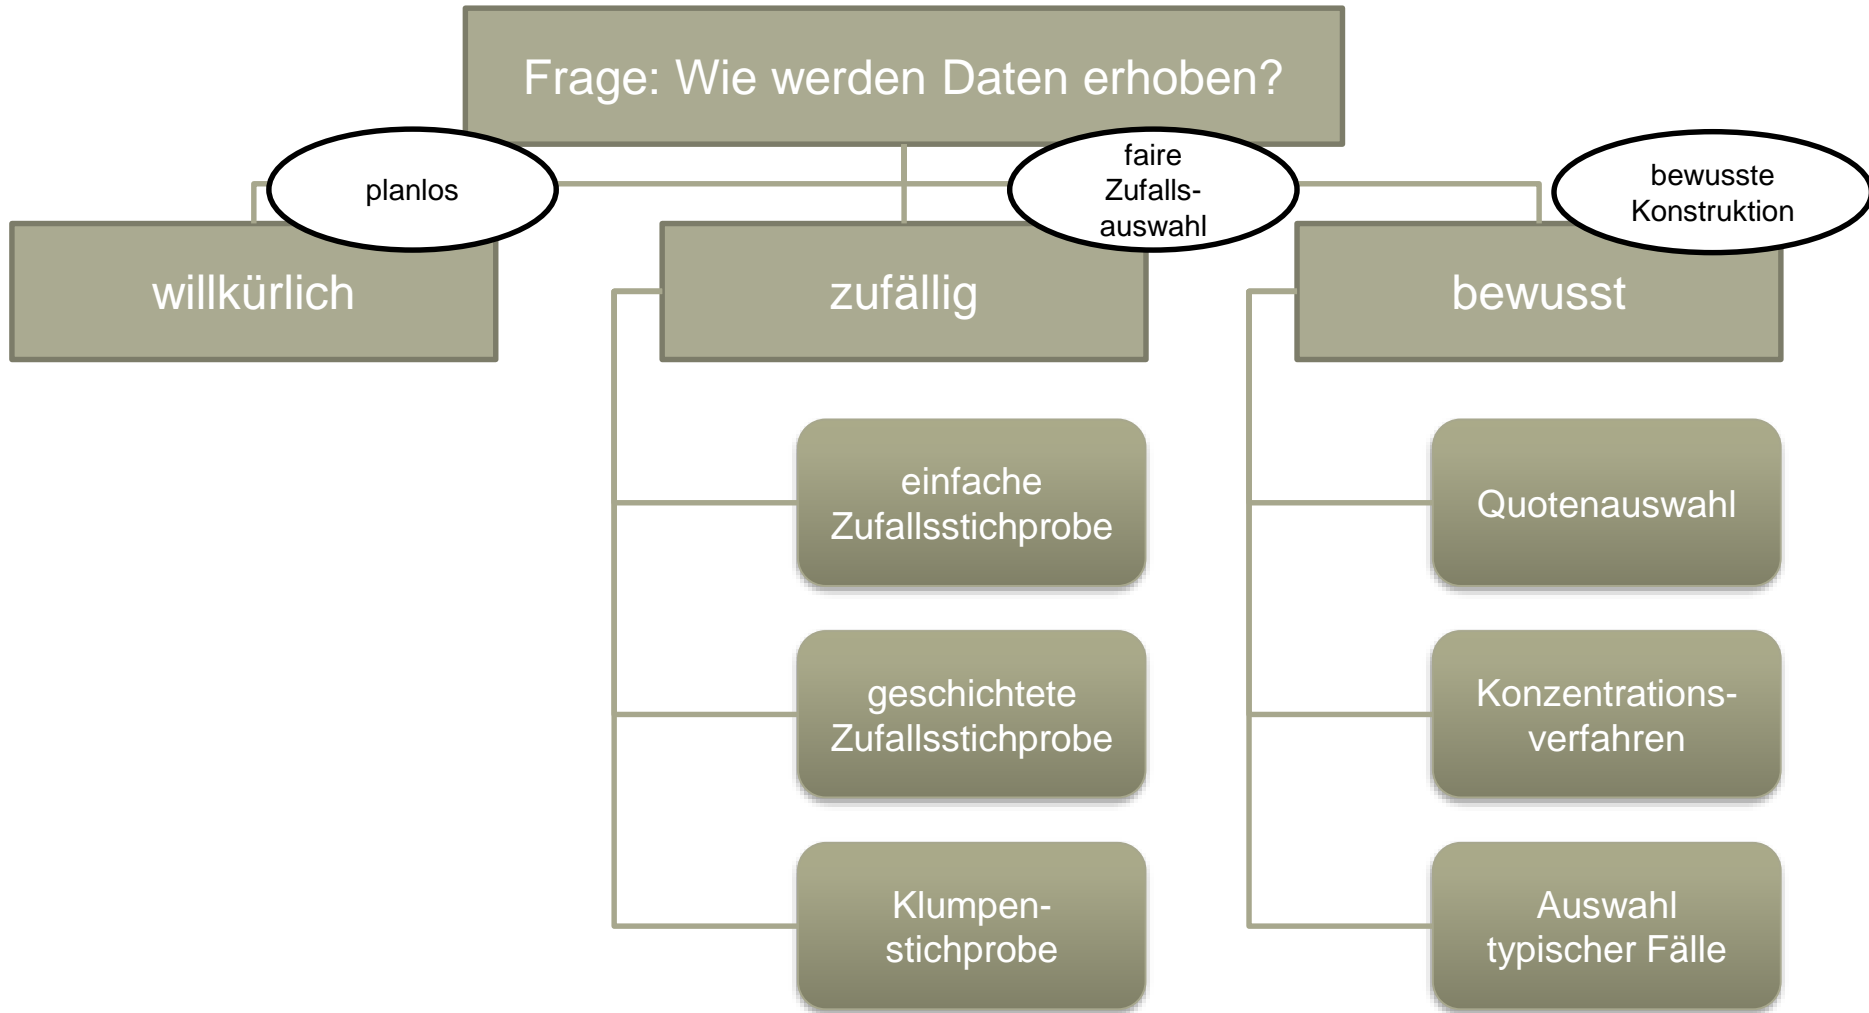 Frage: Wie werden Daten erhoben?
planlos
faire
Zufalls-
auswahl
bewusste
Konstruktion
willkürlich
zufällig
bewusst
einfache
Zufallsstichprobe
geschichtete
Zufallsstichprobe
Klumpen-
stichprobe
Quotenauswahl
Konzentrations-
verfahren
Auswahl
typischer Fälle